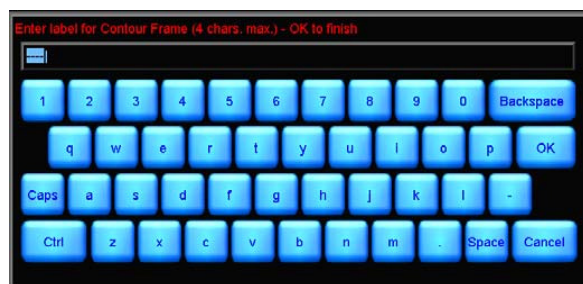 Enter label for Contour Frame (4 chars. max.) - OK to finish
----
1 2 3 4 5 6 7 8 9 0 Backspace
q w e r t y u i o p OK
Caps a s d f g h j k l -
Ctrl z x c v b n m . Space Cancel